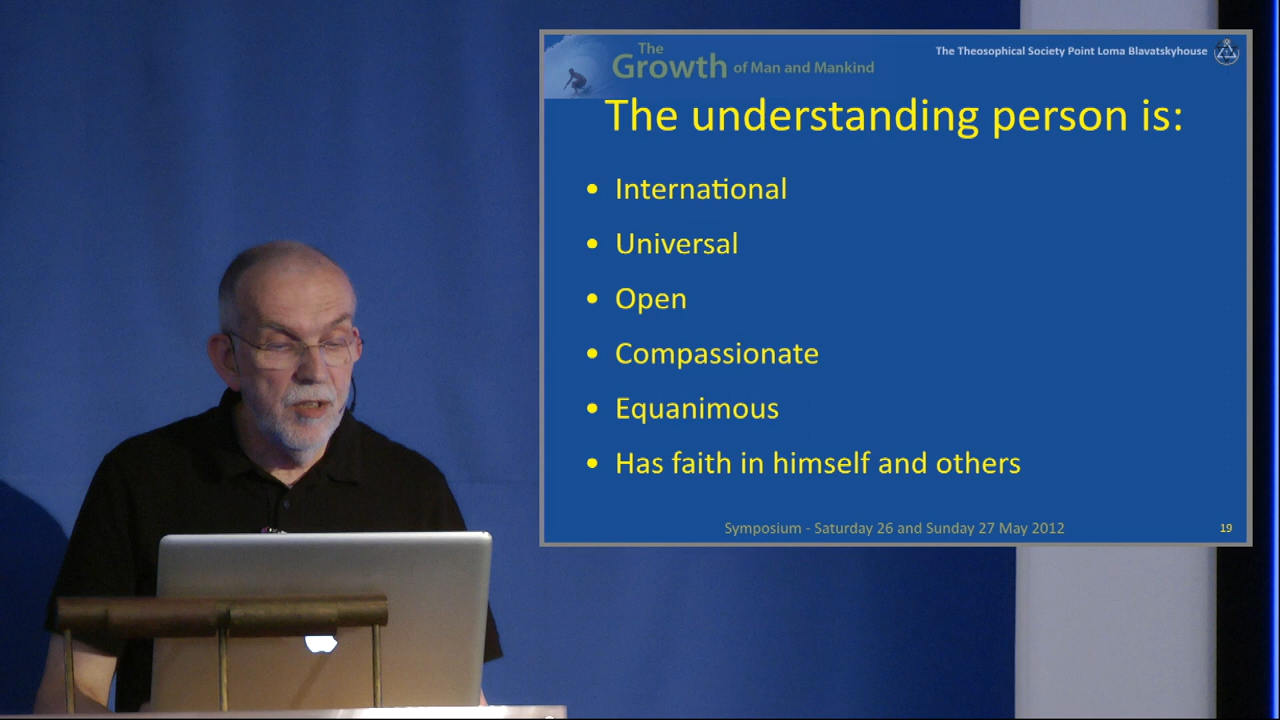 The
Growth of Man and Mankind
The Theosophical Society Point Loma Blavatskyhouse
The understanding person is:
• International
• Universal
• Open
• Compassionate
• Equanimous
• Has faith in himself and others
Symposium - Saturday 26 and Sunday 27 May 2012
19